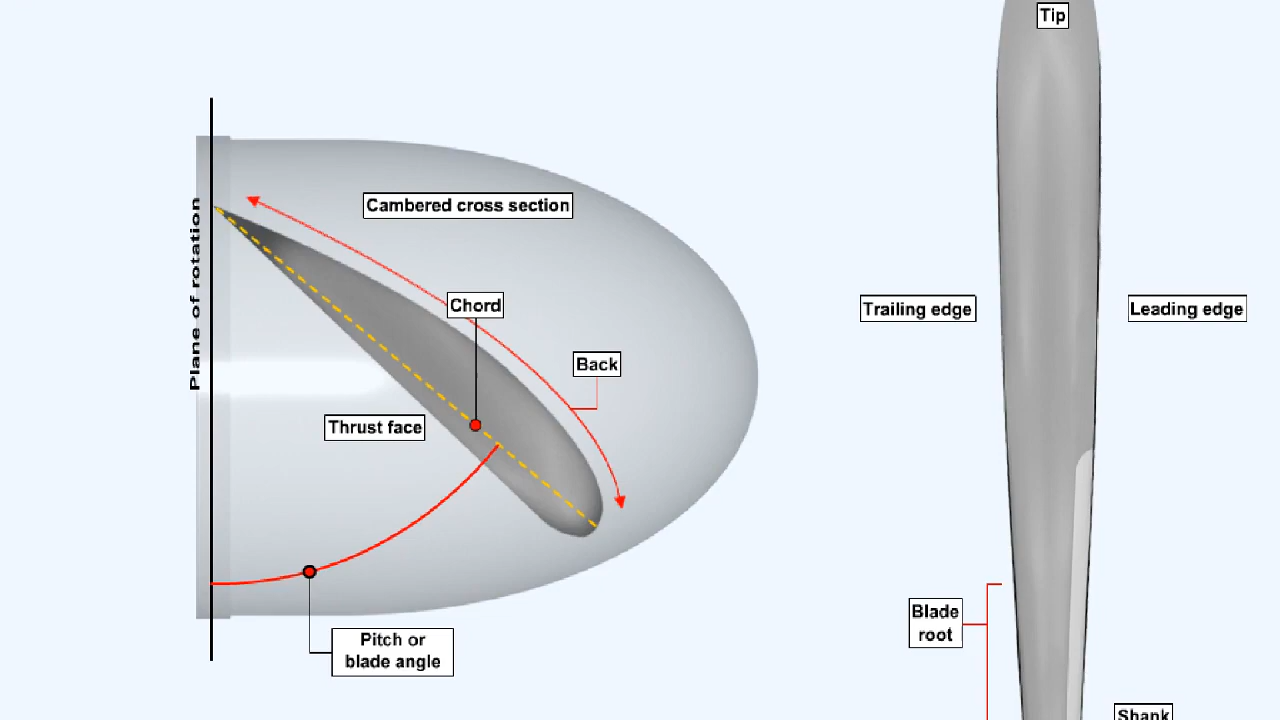 Tip
Plane of rotation
Cambered cross section
Chord
Trailing edge
Leading edge
Back
Thrust face
Blade
root
Pitch or
blade angle
Shank